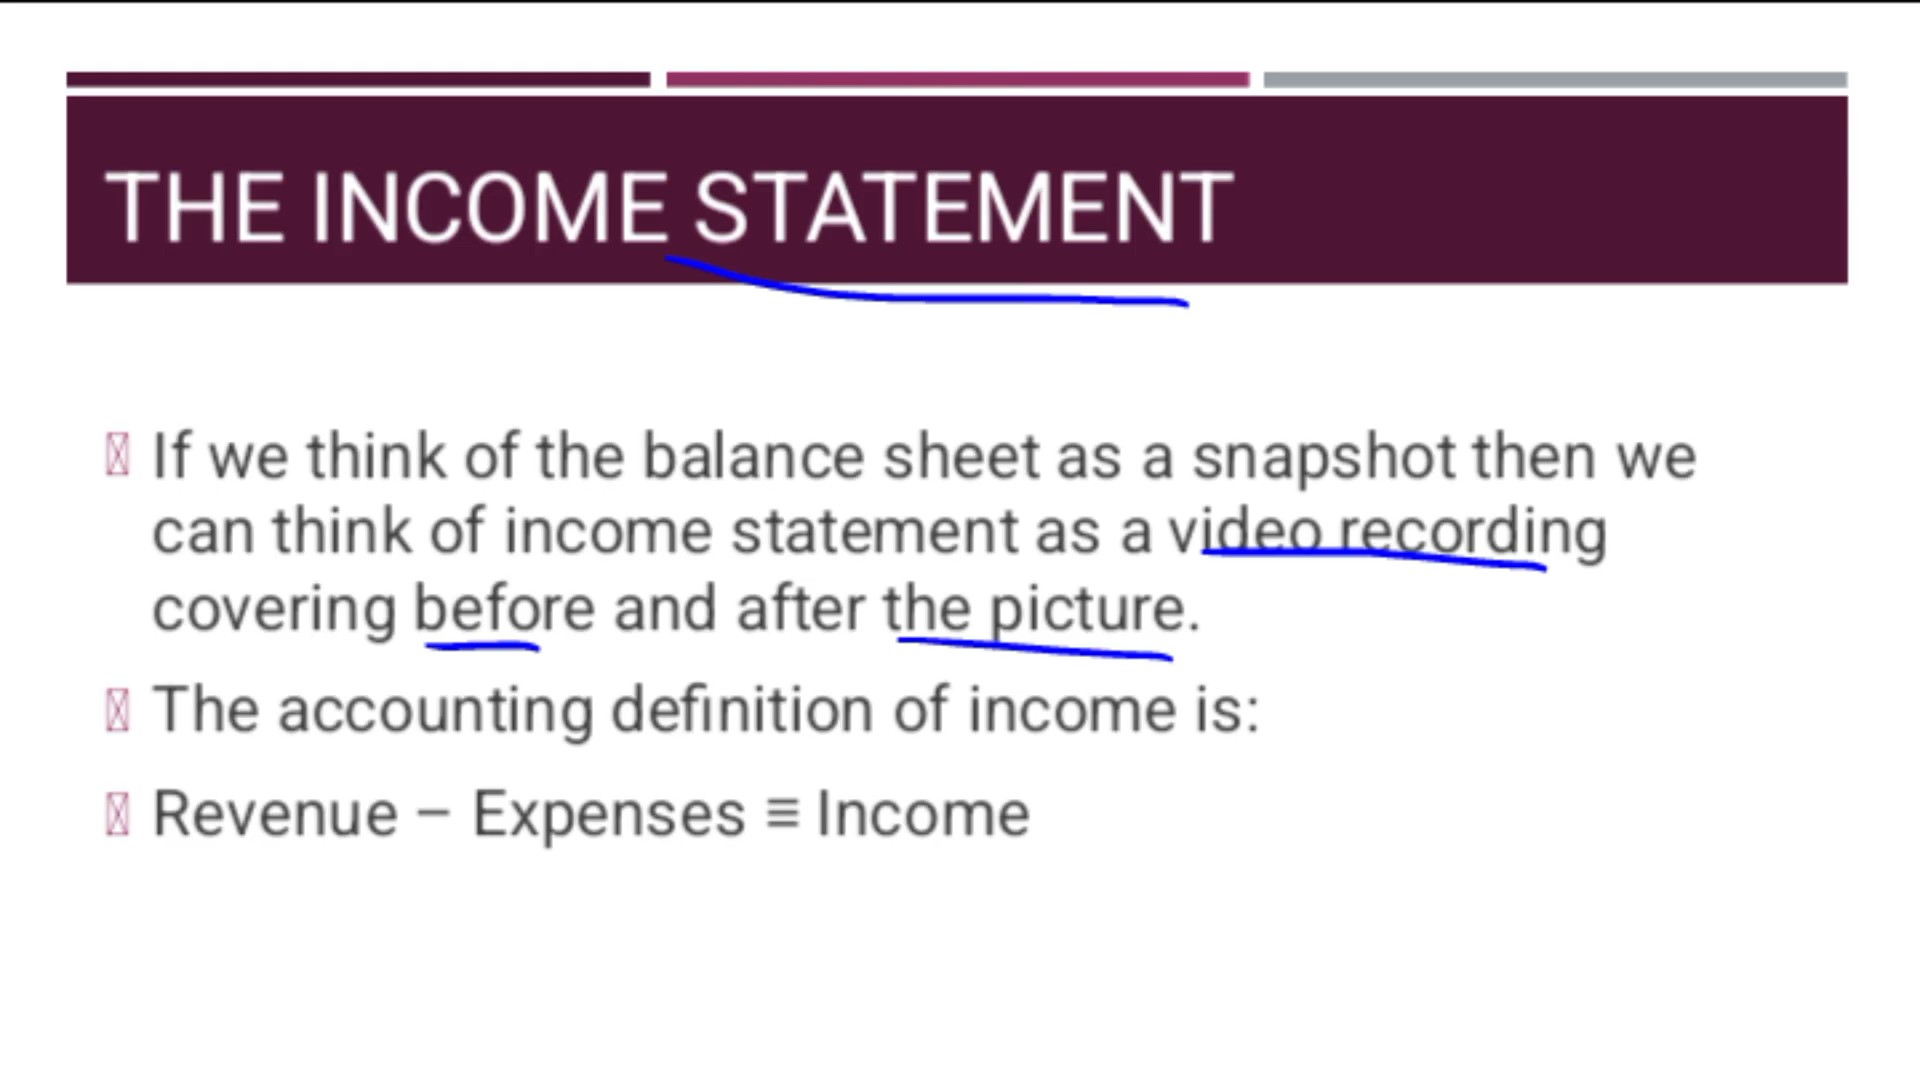 THE INCOME STATEMENT
If we think of the balance sheet as a snapshot then we
can think of income statement as a video recording
covering before and after the picture.
The accounting definition of income is:
Revenue – Expenses ≡ Income